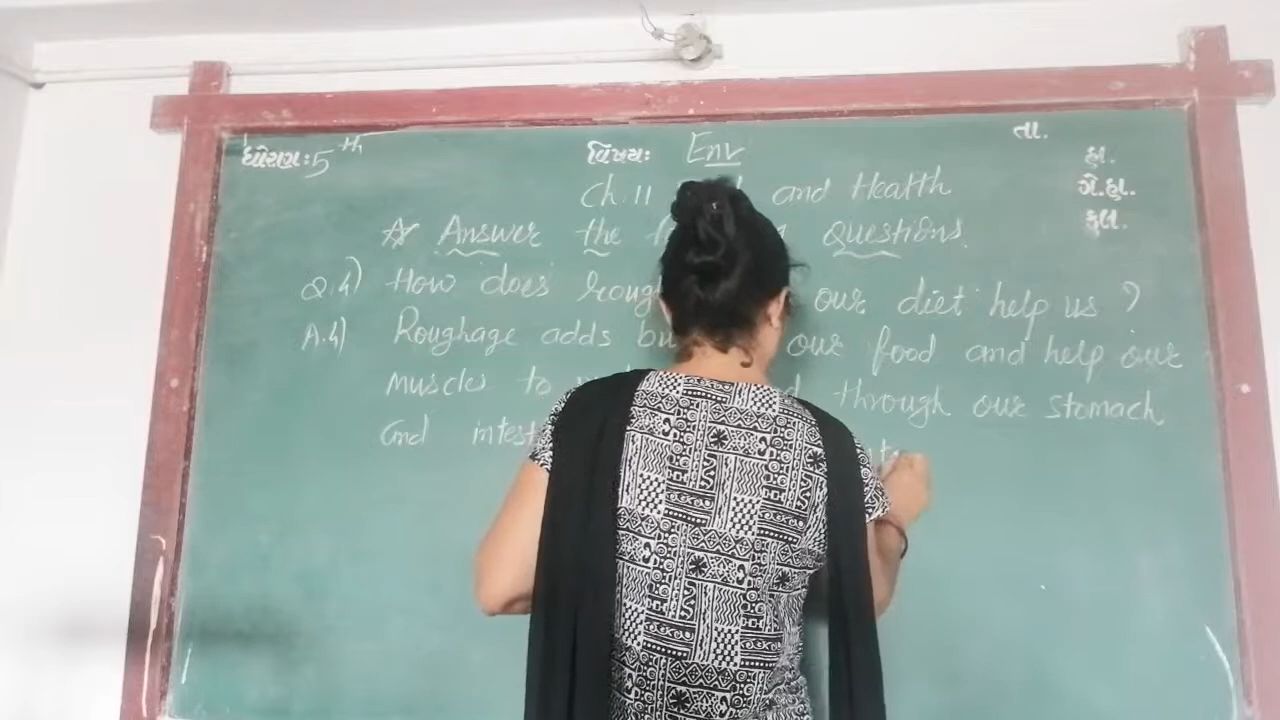 ધોરણ: 5th વિષય: Env તા.
હા.
Ch.11 and Health ગે.હા.
☆ Answer the questions. કુલ.
Q.4) How does our diet help us ?
A.4) Roughage adds our food and help our
muscles to through our stomach
and